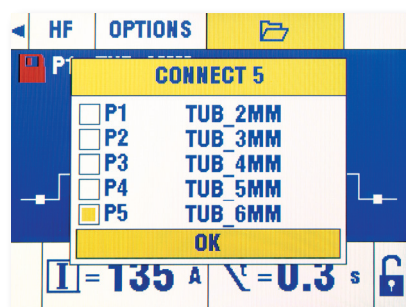 HF OPTIONS
P1
CONNECT 5
P1 TUB_2MM
P2 TUB_3MM
P3 TUB_4MM
P4 TUB_5MM
P5 TUB_6MM
OK
I = 135 A t = 0.3 s